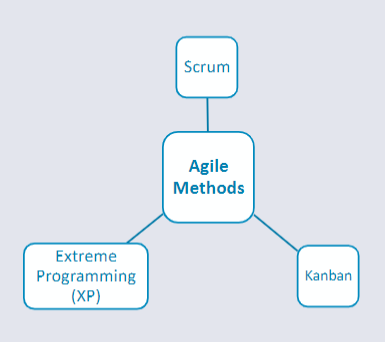 Scrum
Agile
Methods
Extreme
Programming
(XP)
Kanban